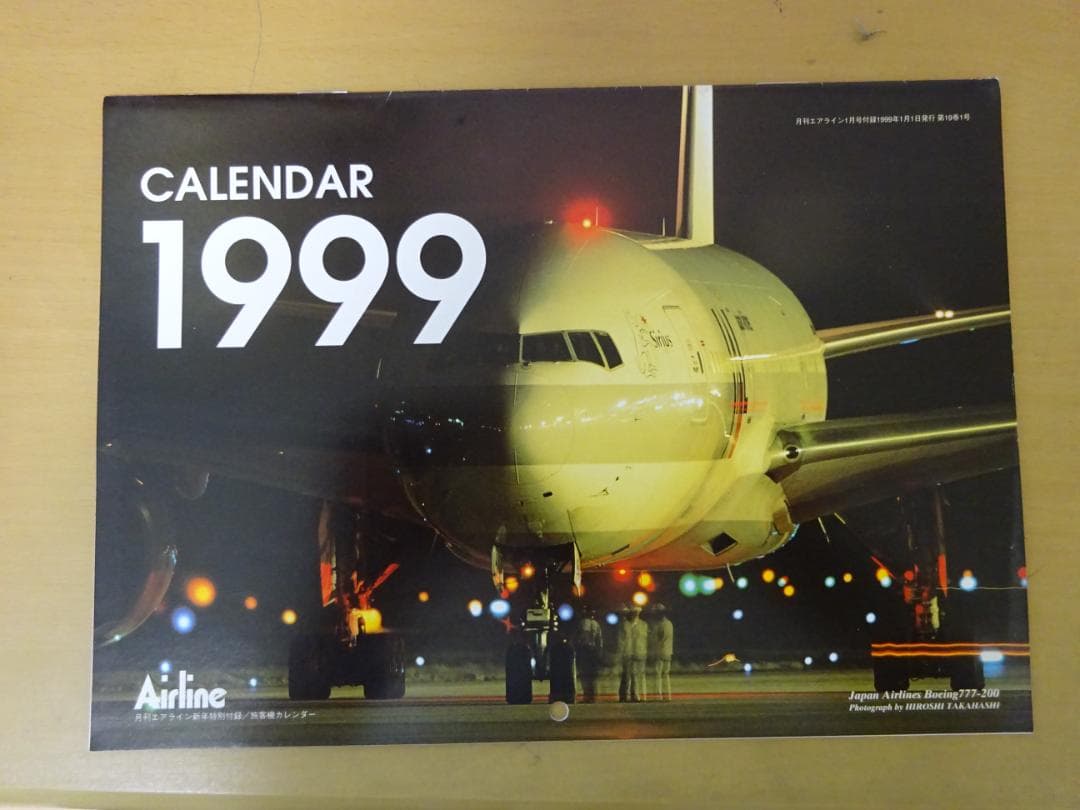 月刊エアライン1月号付録1999年1月1日発行 第19巻1号
CALENDAR
1999
Sirius
Airline
月刊エアライン新年特別付録／旅客機カレンダー
Japan Airlines Boeing777-200
Photograph by HIROSHI TAKAHASHI